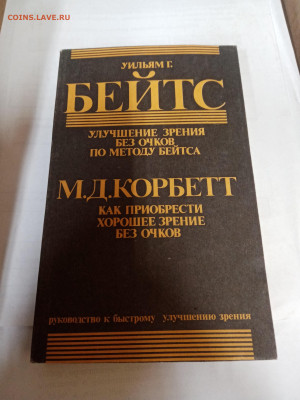 COINS.LAVE.RU
УИЛЬЯМ Г.
БЕЙТС
УЛУЧШЕНИЕ ЗРЕНИЯ
БЕЗ ОЧКОВ
ПО МЕТОДУ БЕЙТСА
М.Д.КОРБЕТТ
КАК ПРИОБРЕСТИ
ХОРОШЕЕ ЗРЕНИЕ
БЕЗ ОЧКОВ
руководство к быстрому улучшению зрения